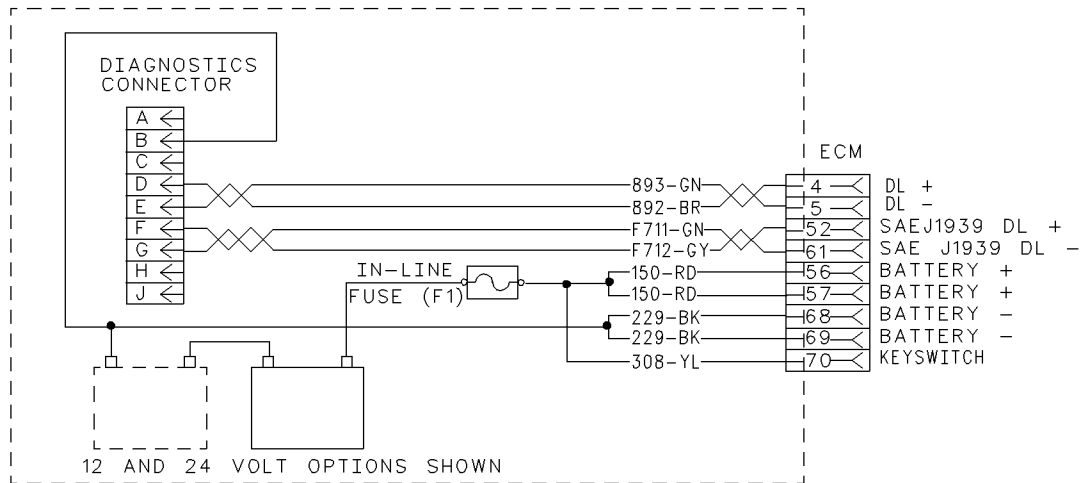 DIAGNOSTICS
CONNECTOR
A
B
C
D
E
F
G
H
J
ECM
893-GN 4 DL +
892-BR 5 DL -
F711-GN 52 SAEJ1939 DL +
F712-GY 61 SAE J1939 DL -
150-RD 56 BATTERY +
150-RD 57 BATTERY +
229-BK 68 BATTERY -
229-BK 69 BATTERY -
308-YL 70 KEYSWITCH
IN-LINE
FUSE (F1)
12 AND 24 VOLT OPTIONS SHOWN